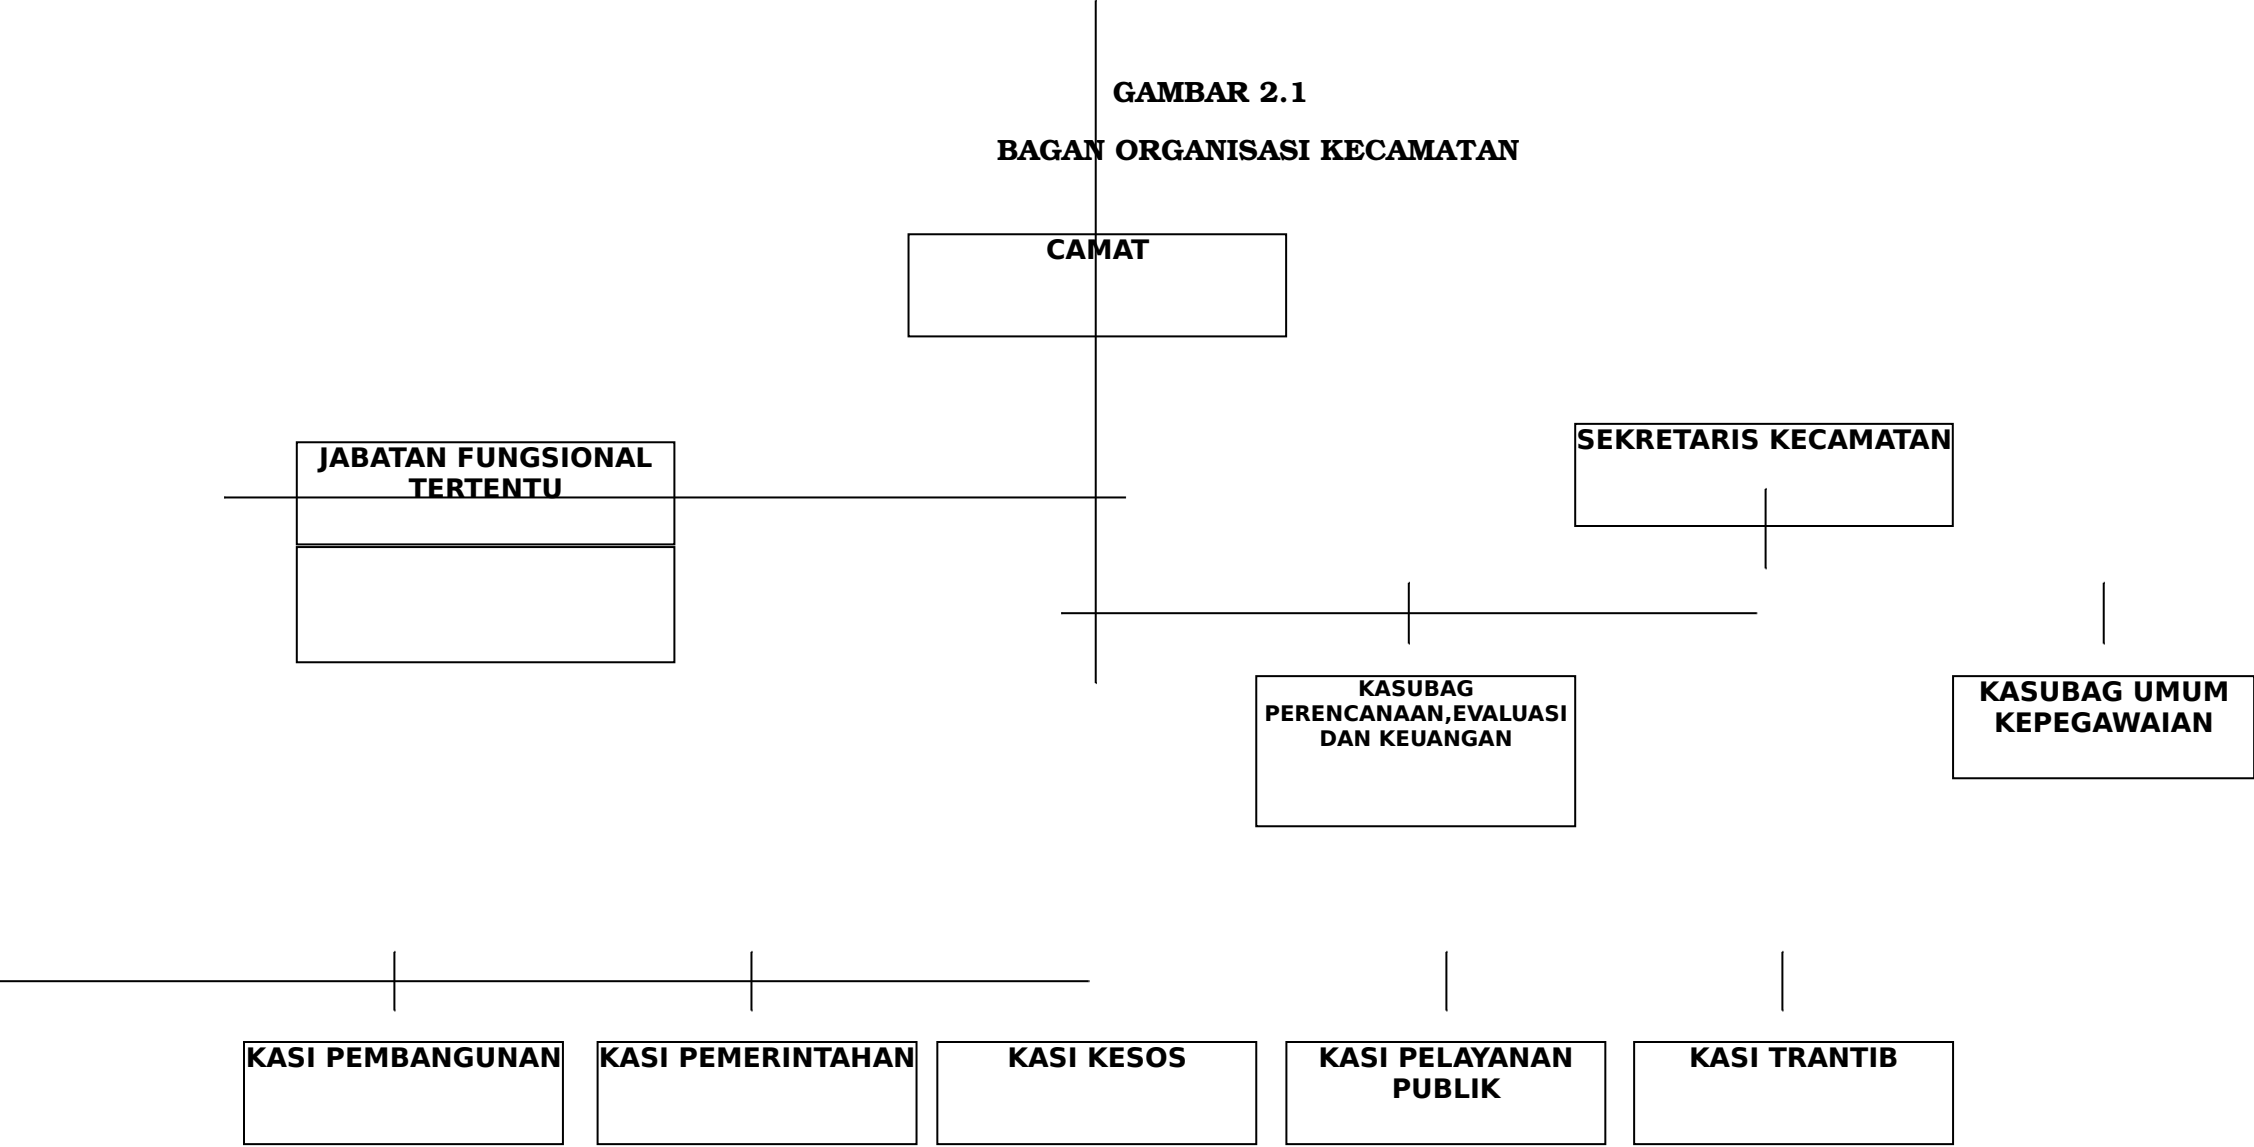 GAMBAR 2.1
BAGAN ORGANISASI KECAMATAN
CAMAT
JABATAN FUNGSIONAL
TERTENTU
SEKRETARIS KECAMATAN
KASUBAG
PERENCANAAN,EVALUASI
DAN KEUANGAN
KASUBAG UMUM
KEPEGAWAIAN
KASI PEMBANGUNAN
KASI PEMERINTAHAN
KASI KESOS
KASI PELAYANAN
PUBLIK
KASI TRANTIB